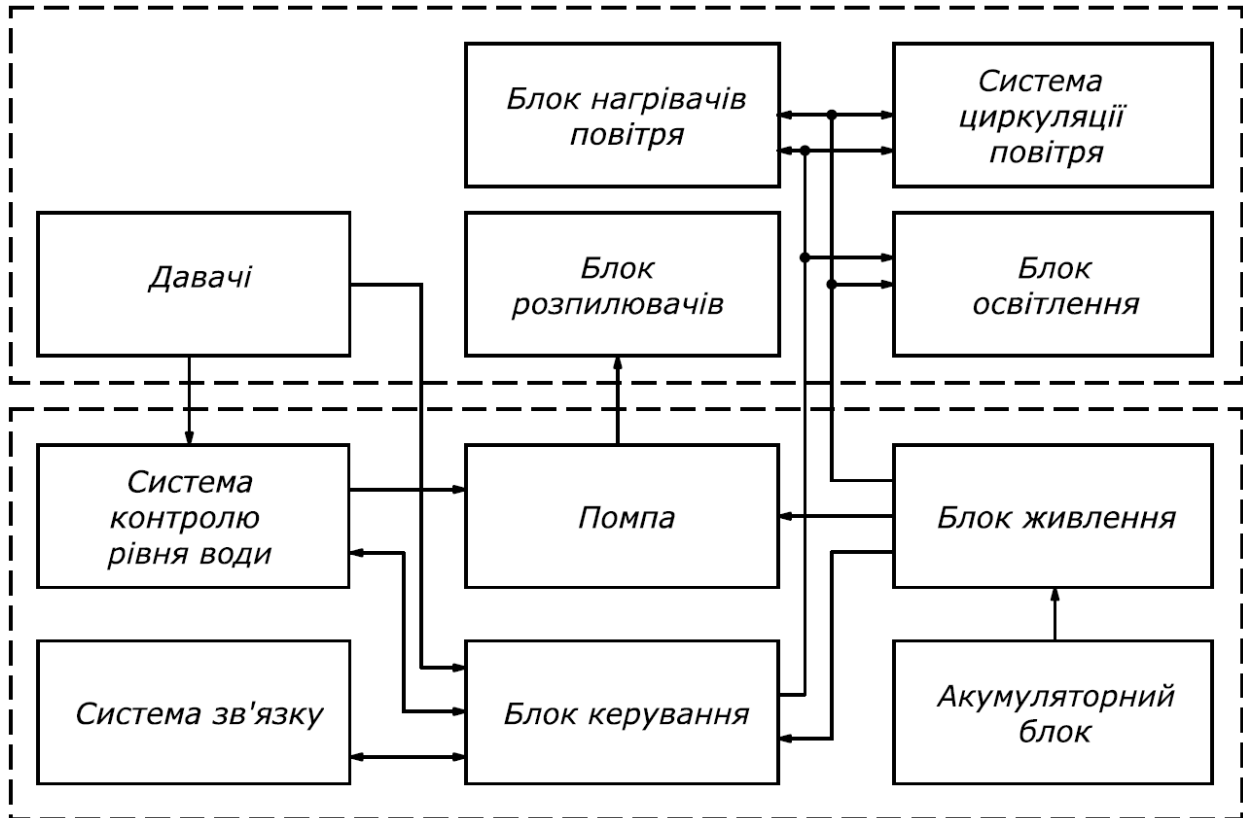 Блок нагрівачів
повітря
Система
циркуляції
повітря
Давачі
Блок
розпилювачів
Блок
освітлення
Система
контролю
рівня води
Помпа
Блок живлення
Система зв'язку
Блок керування
Акумуляторний
блок